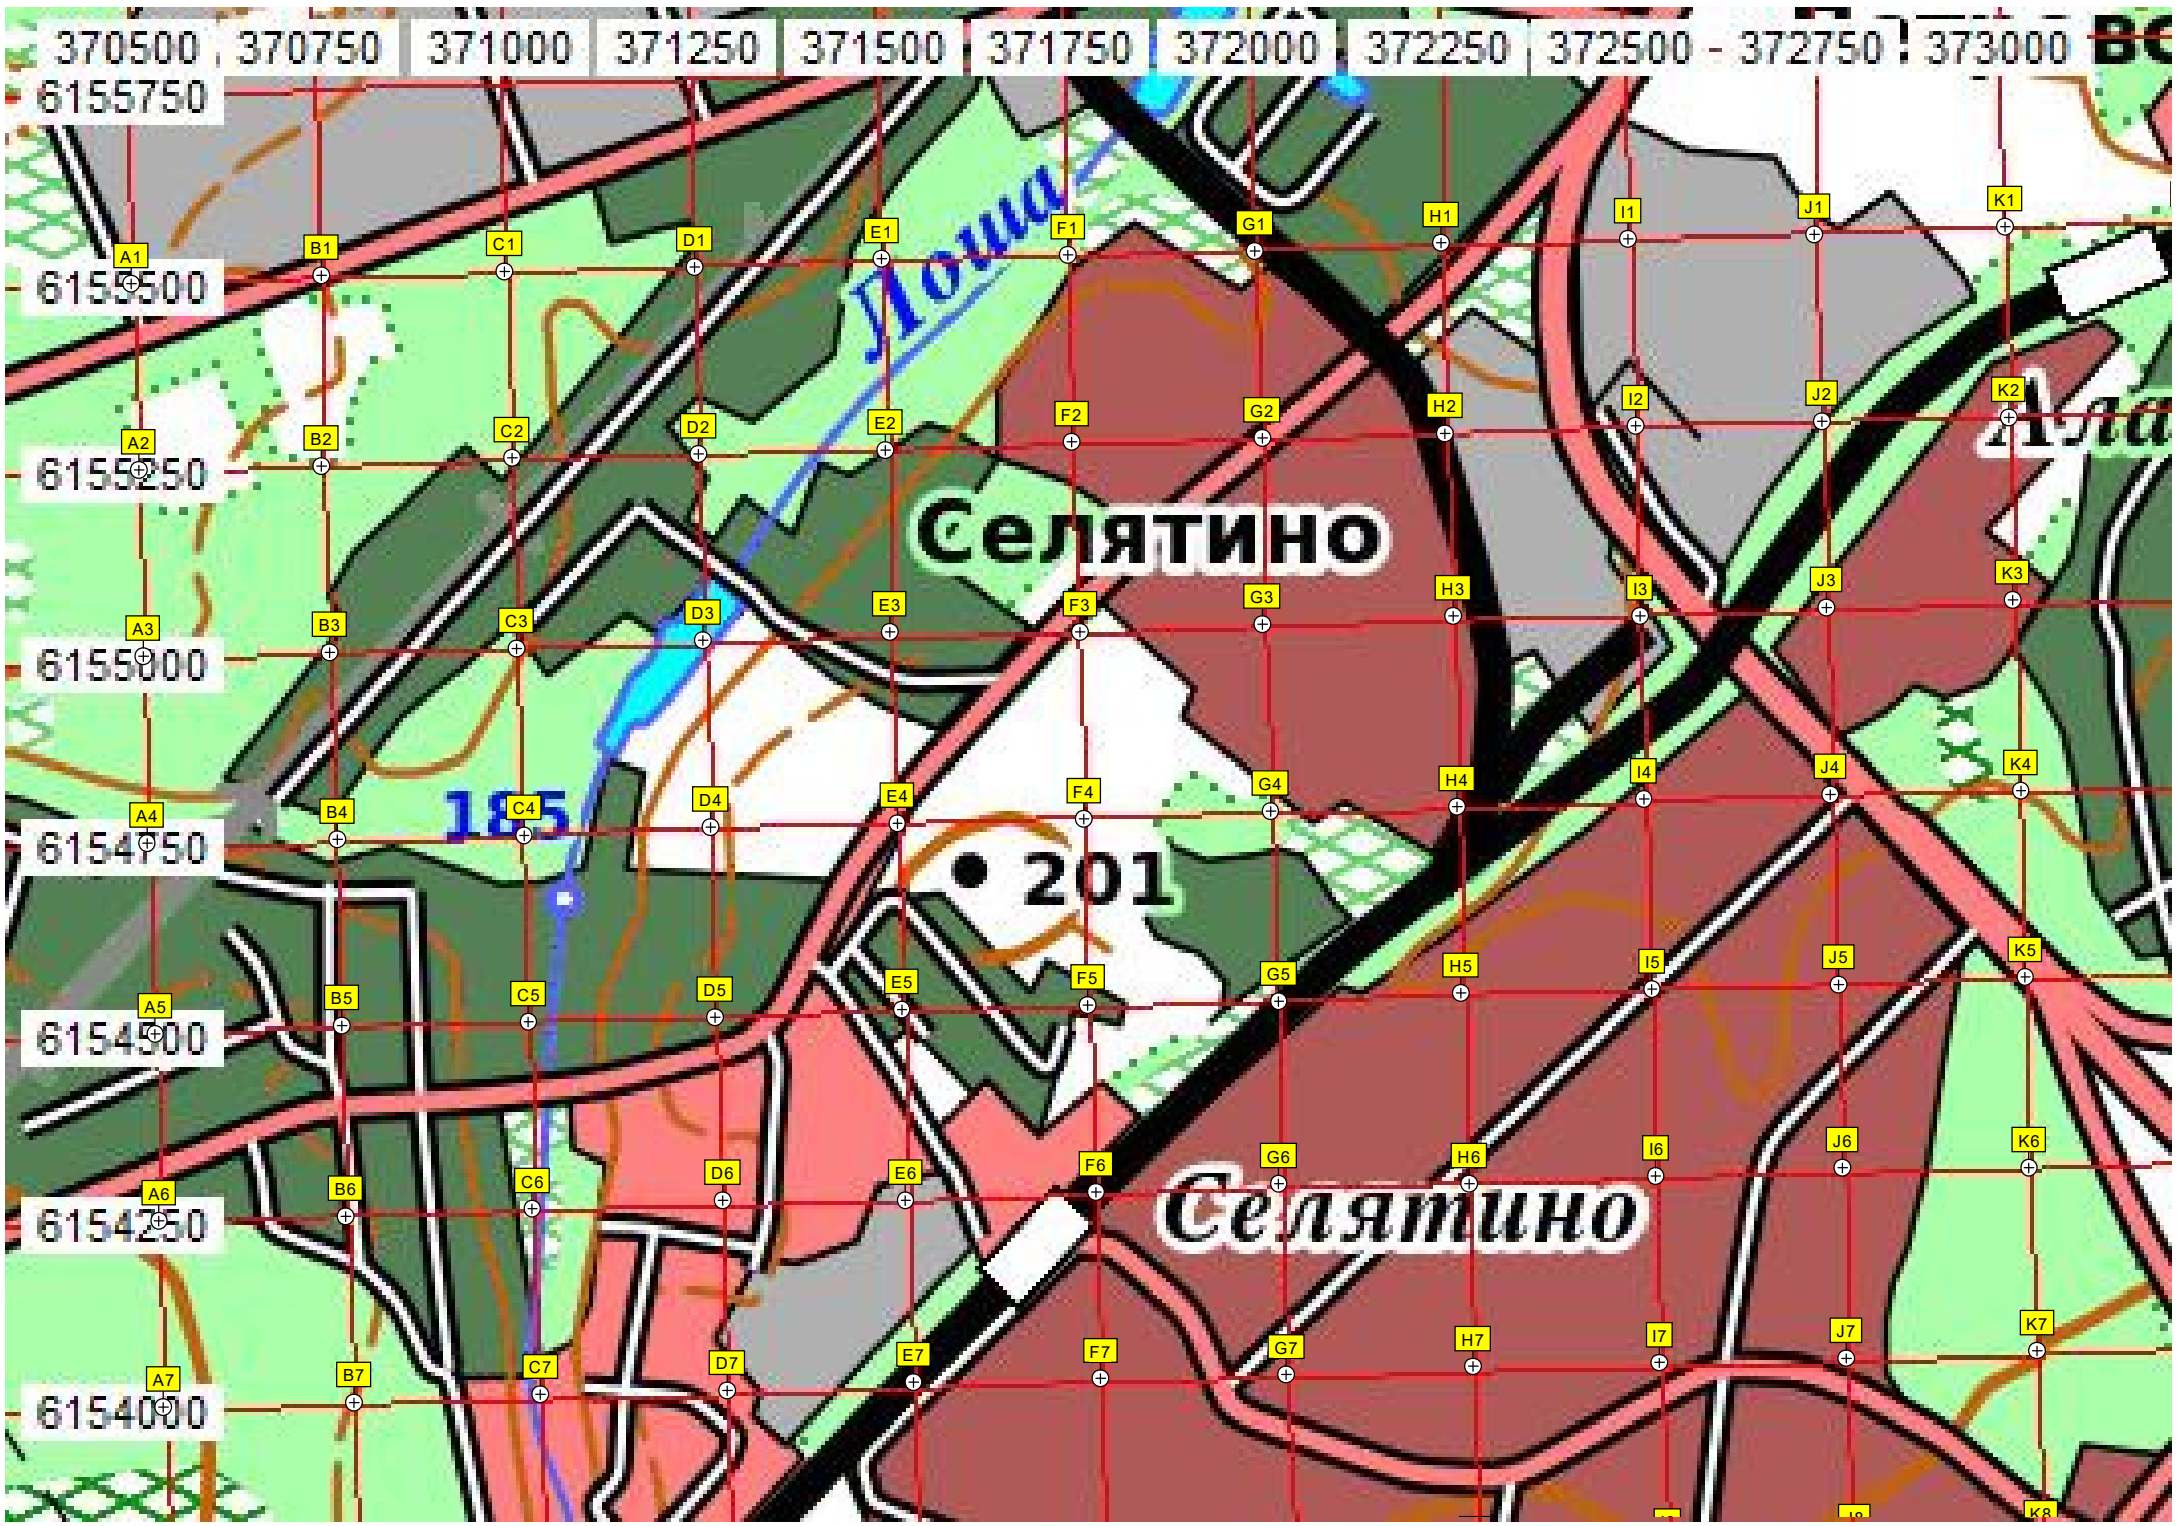 370500 370750 371000 371250 371500 371750 372000 372250 372500 372750 373000
6155750
A1 B1 C1 D1 E1 F1 G1 H1 I1 J1 K1
Лоша
6155500
A2 B2 C2 D2 E2 F2 G2 H2 I2 J2 K2
6155250
Селятино
A3 B3 C3 D3 E3 F3 G3 H3 I3 J3 K3
6155000
A4 B4 C4 D4 E4 F4 G4 H4 I4 J4 K4
185
6154750
201
A5 B5 C5 D5 E5 F5 G5 H5 I5 J5 K5
6154500
A6 B6 C6 D6 E6 F6 G6 H6 I6 J6 K6
6154250
Селятино
A7 B7 C7 D7 E7 F7 G7 H7 I7 J7 K7
6154000
K8